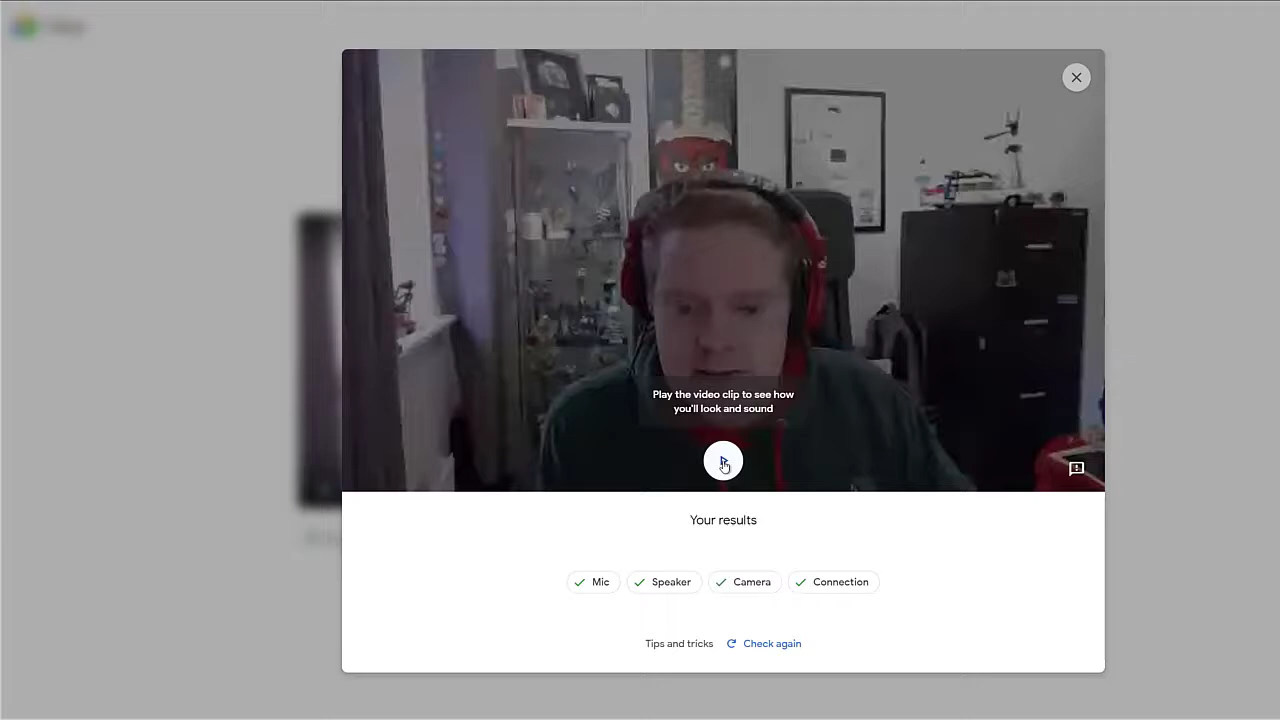 Play the video clip to see how
you'll look and sound
Your results
Mic
Speaker
Camera
Connection
Tips and tricks
Check again